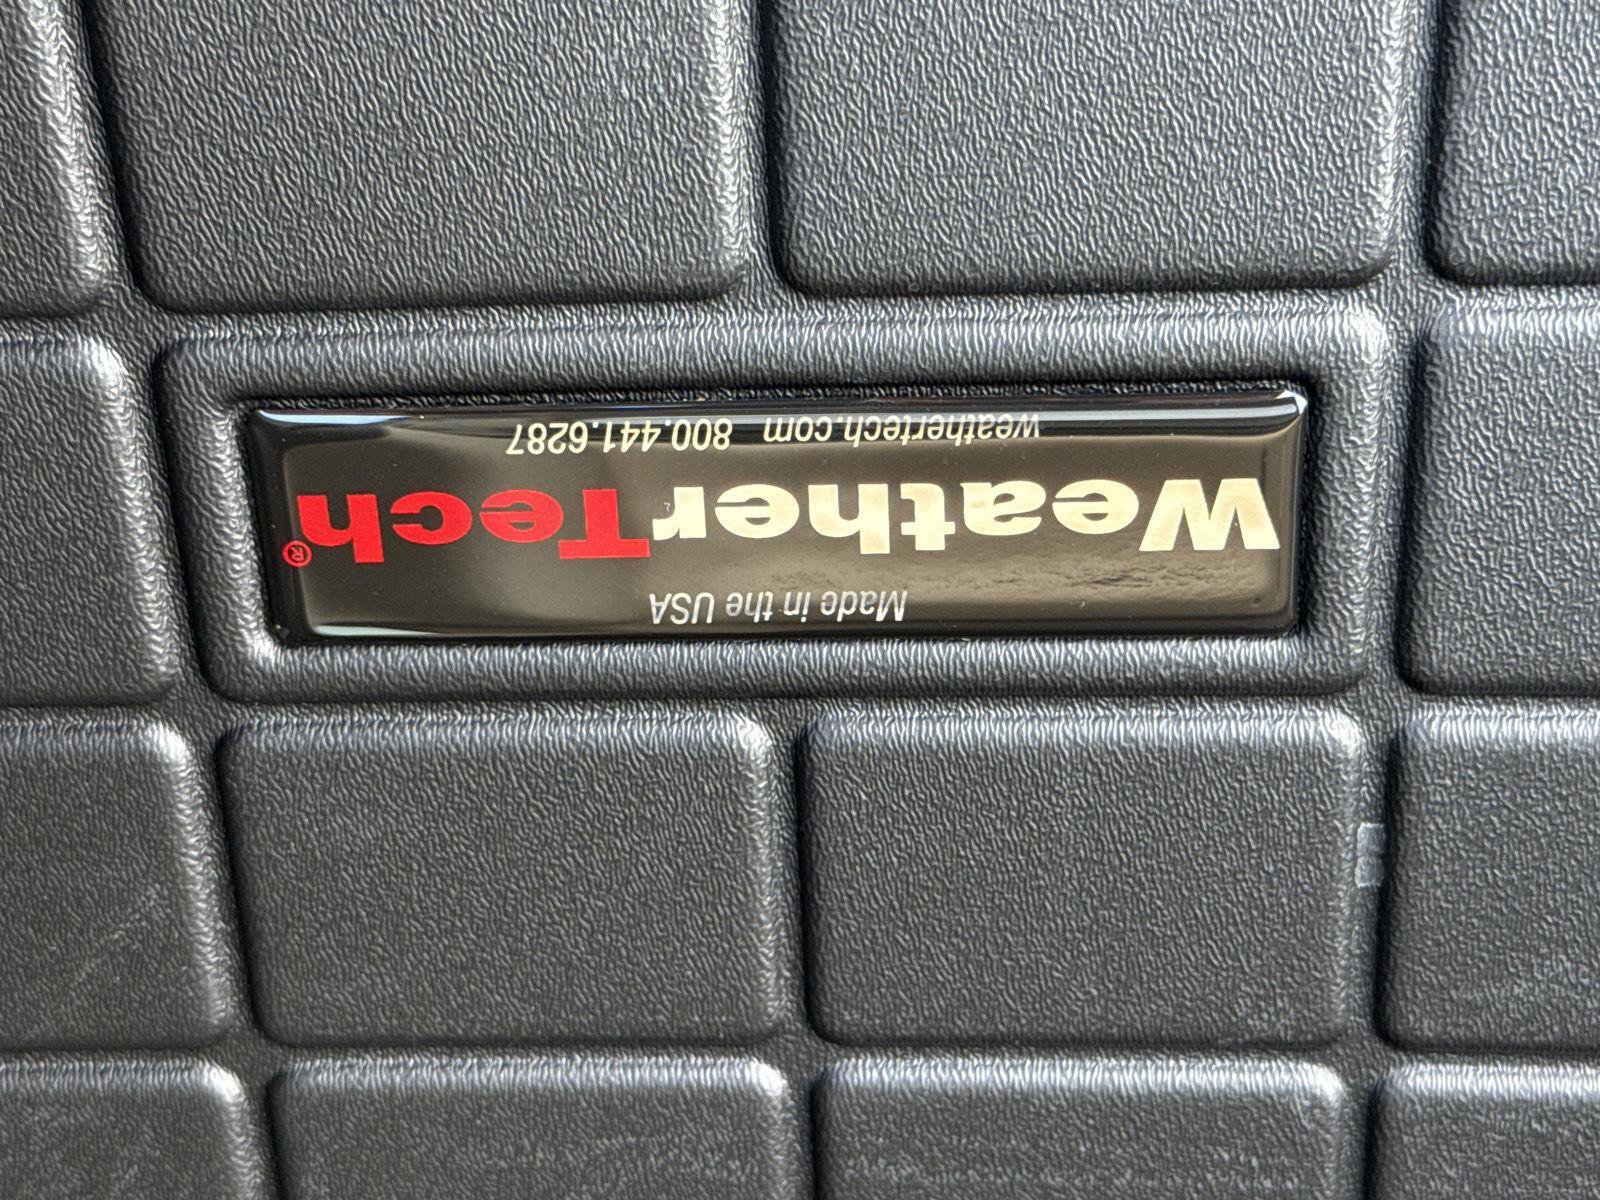 Made in the USA
WeatherTech®
weathertech.com 800.441.6287